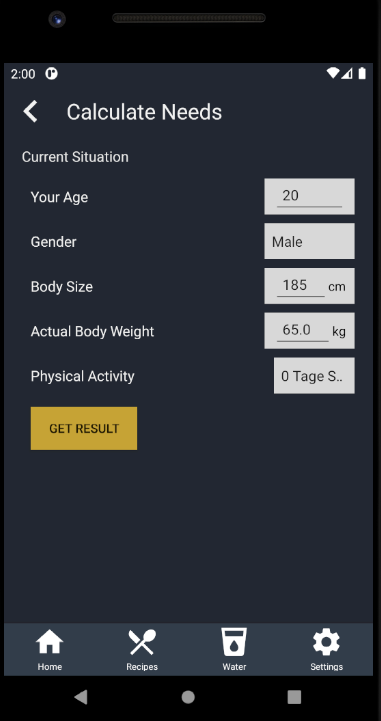 2:00
Calculate Needs
Current Situation
Your Age 20
Gender Male
Body Size 185 cm
Actual Body Weight 65.0 kg
Physical Activity 0 Tage S..
GET RESULT
Home Recipes Water Settings